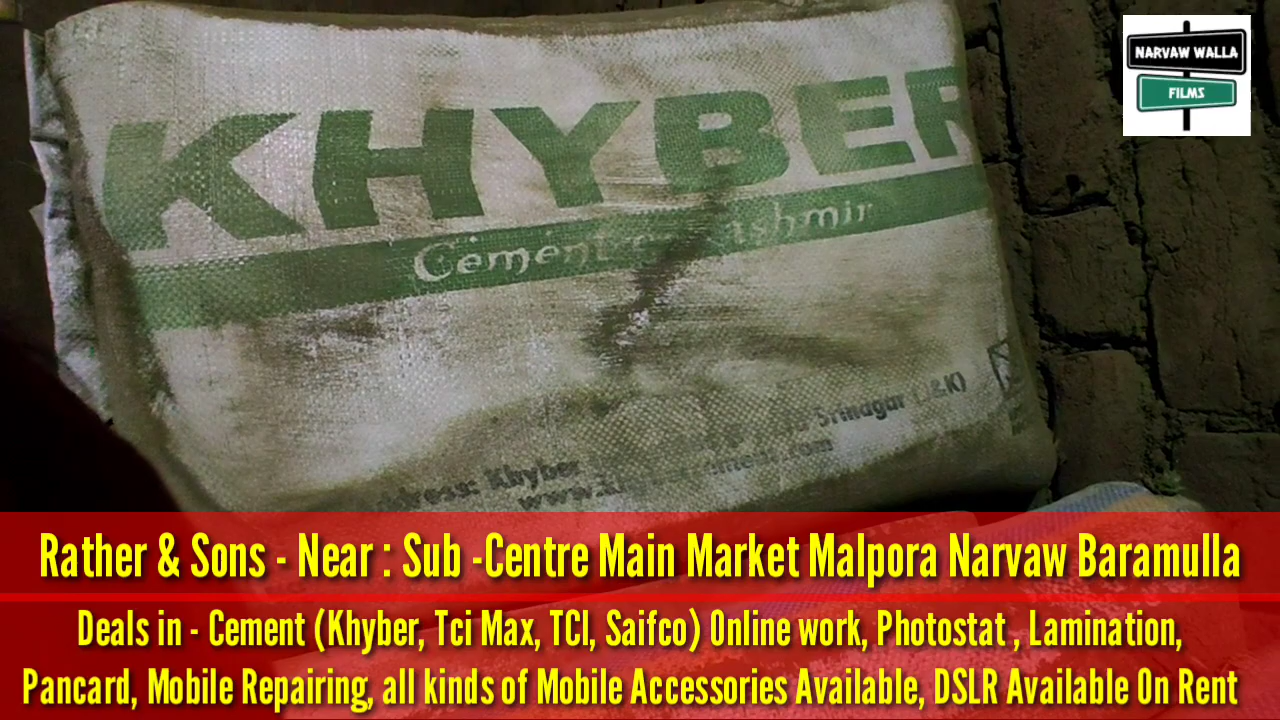 NARVAW WALLA
FILMS
KHYBER
Cement
Srinagar (J&K)
Address: Khyber
Rather & Sons - Near : Sub -Centre Main Market Malpora Narvaw Baramulla
Deals in - Cement (Khyber, Tci Max, TCI, Saifco) Online work, Photostat , Lamination,
Pancard, Mobile Repairing, all kinds of Mobile Accessories Available, DSLR Available On Rent